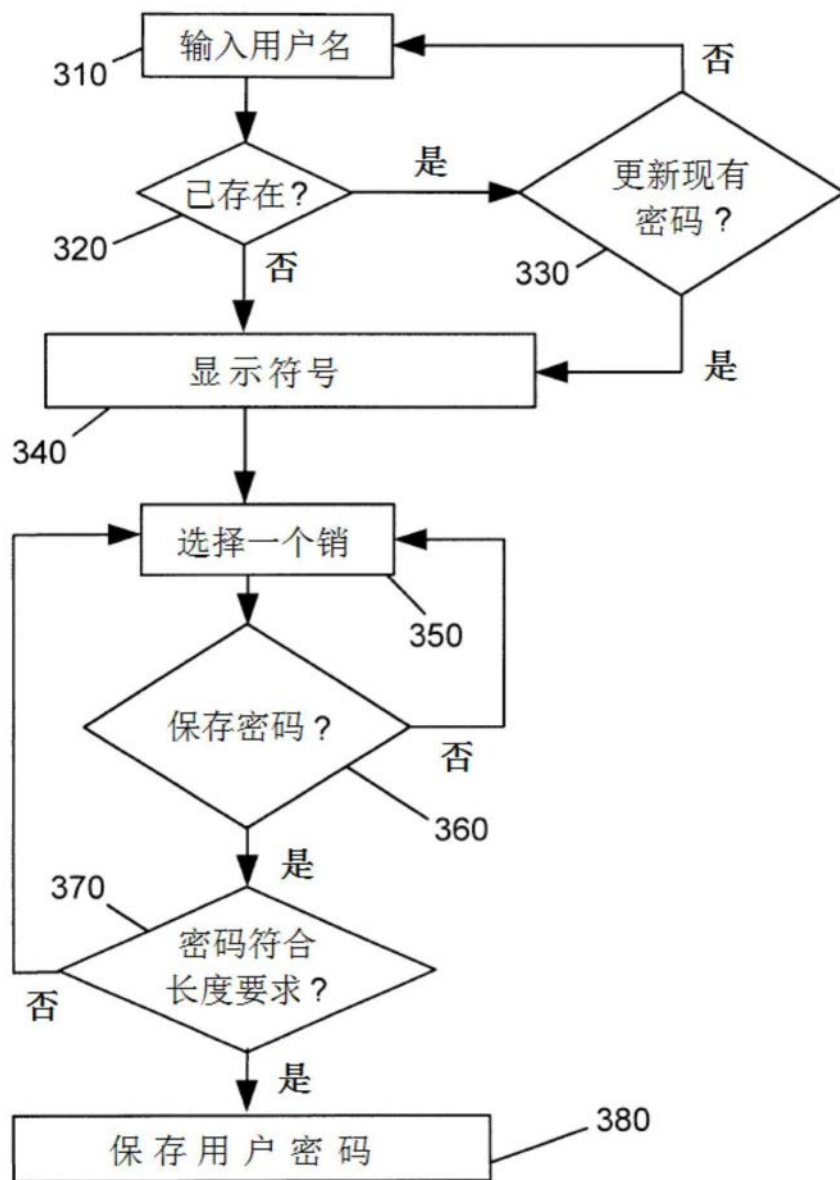 输入用户名
310
否
已存在？
是
更新现有
密码？
320
330
否
显示符号
是
340
选择一个销
350
保存密码？
否
360
是
370
密码符合
长度要求？
否
是
保存用户密码
380